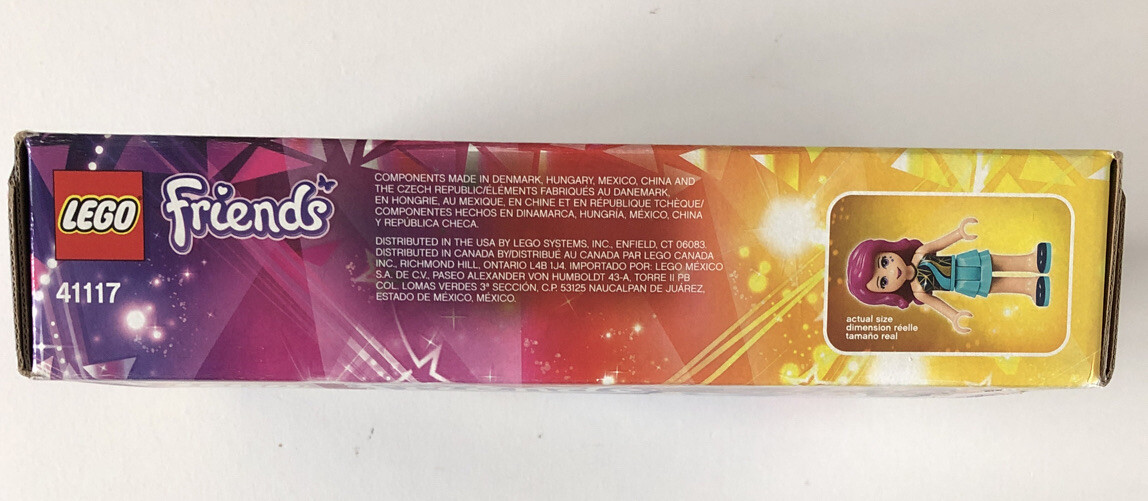 LEGO
Friends
41117
COMPONENTS MADE IN DENMARK, HUNGARY, MEXICO, CHINA AND
THE CZECH REPUBLIC/ÉLÉMENTS FABRIQUÉS AU DANEMARK,
EN HONGRIE, AU MEXIQUE, EN CHINE ET EN RÉPUBLIQUE TCHÈQUE/
COMPONENTES HECHOS EN DINAMARCA, HUNGRÍA, MÉXICO, CHINA
Y REPÚBLICA CHECA.
DISTRIBUTED IN THE USA BY LEGO SYSTEMS, INC., ENFIELD, CT 06083.
DISTRIBUTED IN CANADA BY/DISTRIBUÉ AU CANADA PAR LEGO CANADA
INC., RICHMOND HILL, ONTARIO L4B 1J4. IMPORTADO POR: LEGO MÉXICO
S.A. DE C.V., PASEO ALEXANDER VON HUMBOLDT 43-A, TORRE II PB
COL. LOMAS VERDES 3ª SECCIÓN, C.P. 53125 NAUCALPAN DE JUÁREZ,
ESTADO DE MÉXICO, MÉXICO.
actual size
dimension réelle
tamaño real